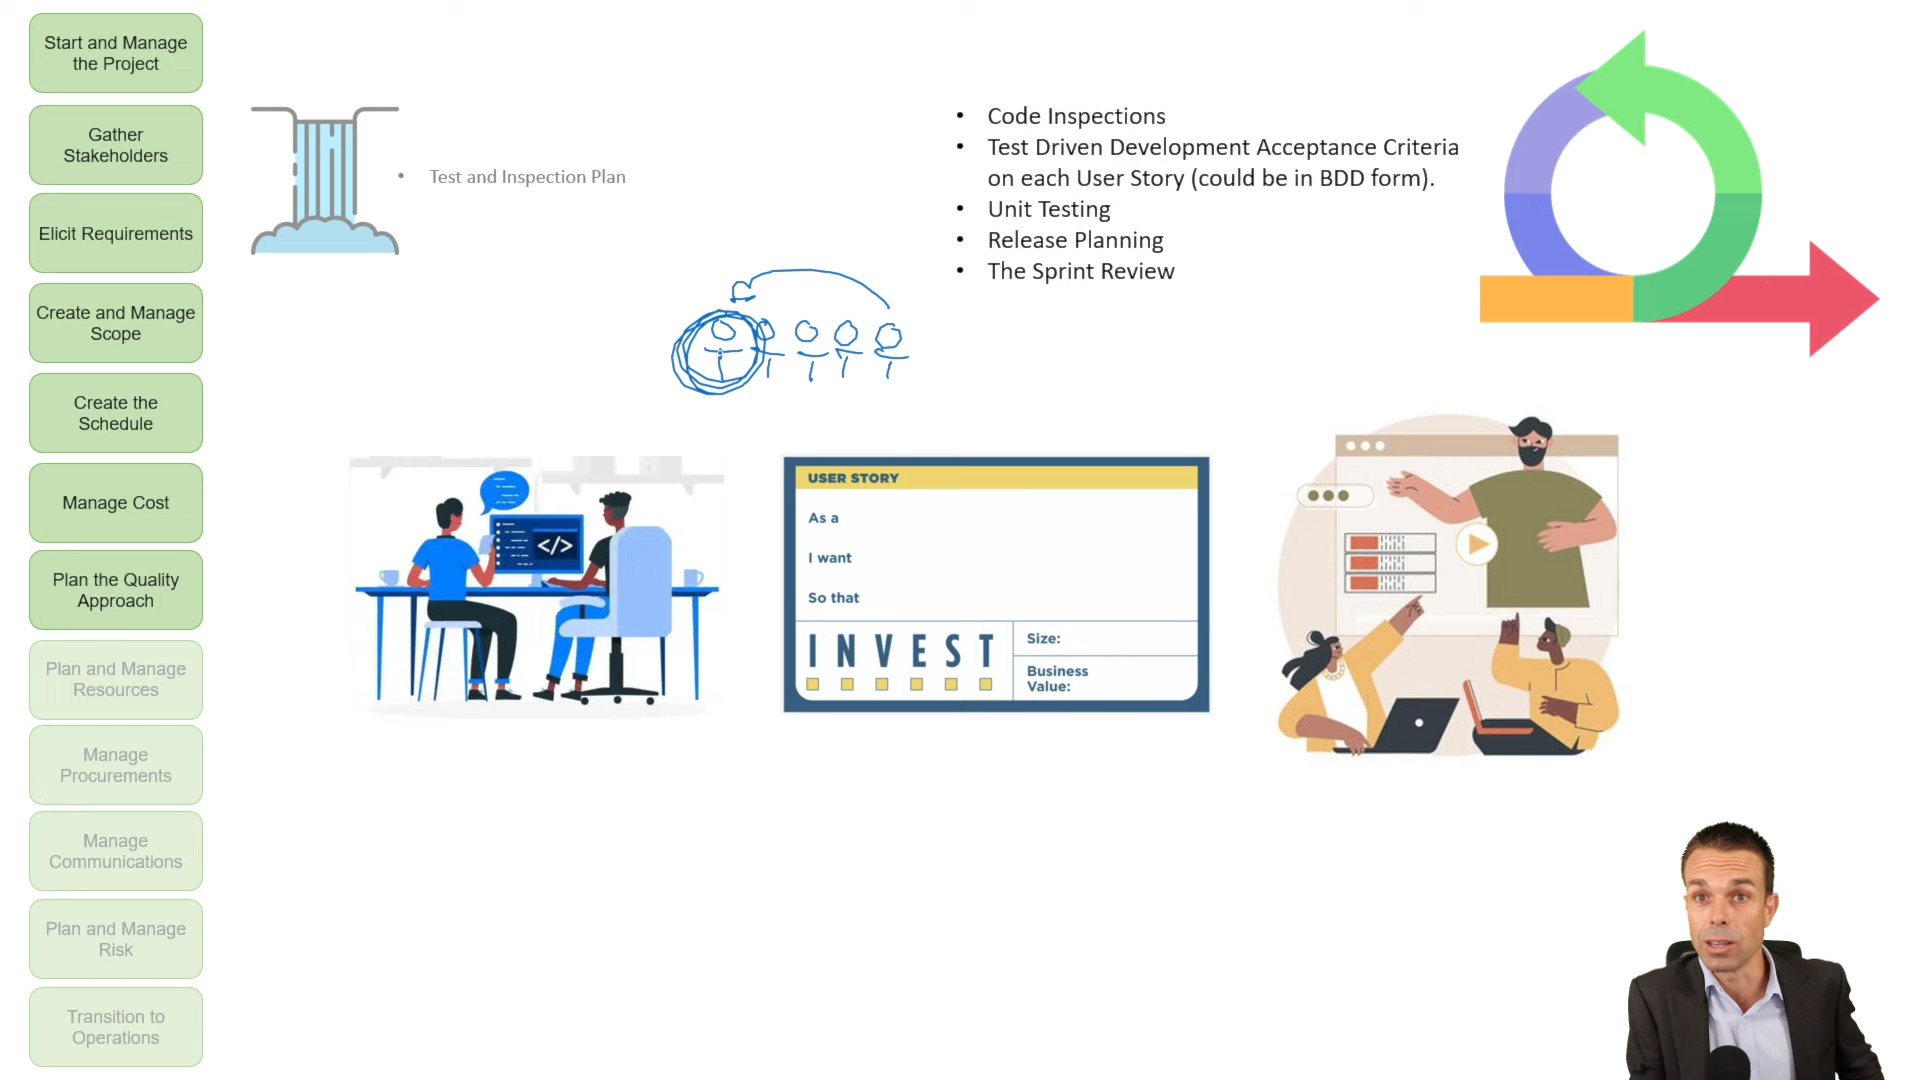 Start and Manage
the Project
Gather
Stakeholders
Elicit Requirements
Create and Manage
Scope
Create the
Schedule
Manage Cost
Plan the Quality
Approach
Plan and Manage
Resources
Manage
Procurements
Manage
Communications
Plan and Manage
Risk
Transition to
Operations
• Test and Inspection Plan
• Code Inspections
• Test Driven Development Acceptance Criteria
on each User Story (could be in BDD form).
• Unit Testing
• Release Planning
• The Sprint Review
</>
USER STORY
As a
I want
So that
INVEST
Size:
Business
Value: